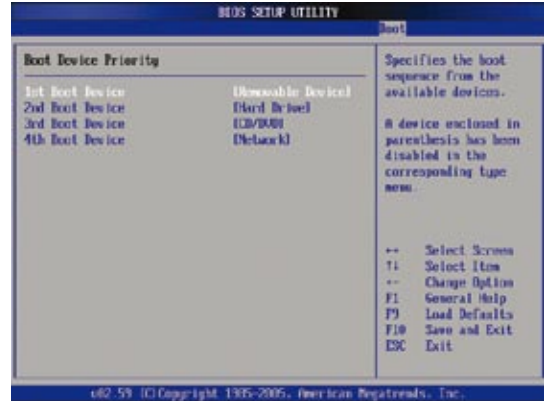 BIOS SETUP UTILITY
Boot
Boot Device Priority
1st Boot Device [Removable Device]
2nd Boot Device [Hard Drive]
3rd Boot Device [CD/DVD]
4th Boot Device [Network]
Specifies the boot
sequence from the
available devices.
A device enclosed in
parenthesis has been
disabled in the
corresponding type
menu.
↔ Select Screen
↑↓ Select Item
+- Change Option
F1 General Help
F9 Load Defaults
F10 Save and Exit
ESC Exit
v02.59 (C)Copyright 1985-2005, American Megatrends, Inc.